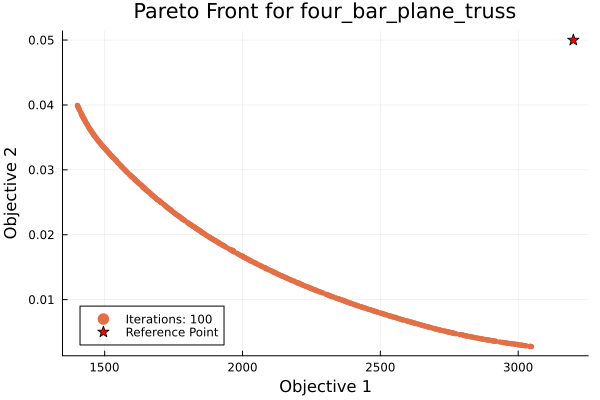 Pareto Front for four_bar_plane_truss
Objective 2
0.05
0.04
0.03
0.02
0.01
Iterations: 100
Reference Point
1500 2000 2500 3000
Objective 1